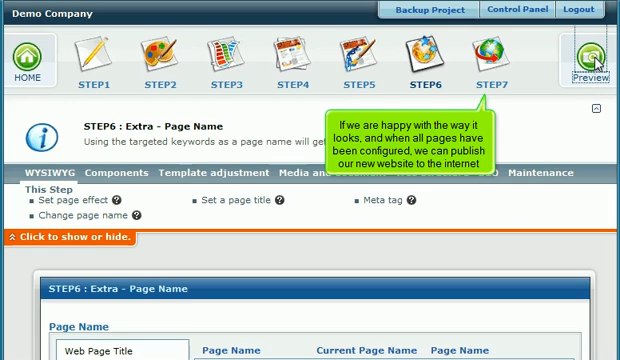 Demo Company
Backup Project
Control Panel
Logout
HOME
STEP1
STEP2
STEP3
STEP4
STEP5
STEP6
STEP7
Preview
STEP6 : Extra - Page Name
Using the targeted keywords as a page name will get
If we are happy with the way it
looks, and when all pages have
been configured, we can publish
our new website to the internet
WYSIWYG
Components
Template adjustment
Media and
Maintenance
This Step
Set page effect ?
Set a page title ?
Meta tag ?
Change page name ?
Click to show or hide.
STEP6 : Extra - Page Name
Page Name
Web Page Title
Page Name
Current Page Name
Page Name